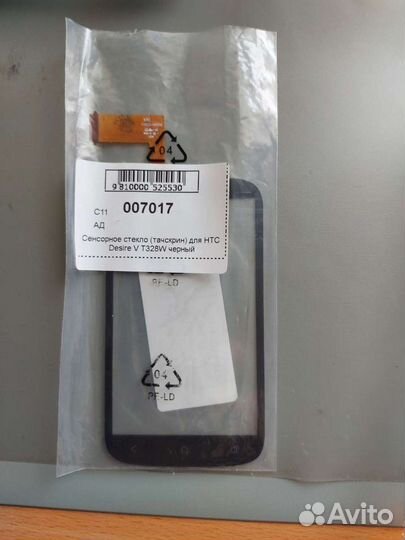 04
9 810000 525530
С11 007017
АД
Сенсорное стекло (тачскрин) для HTC
Desire V T328W черный
PE-LD
04
PE-LD
Avito